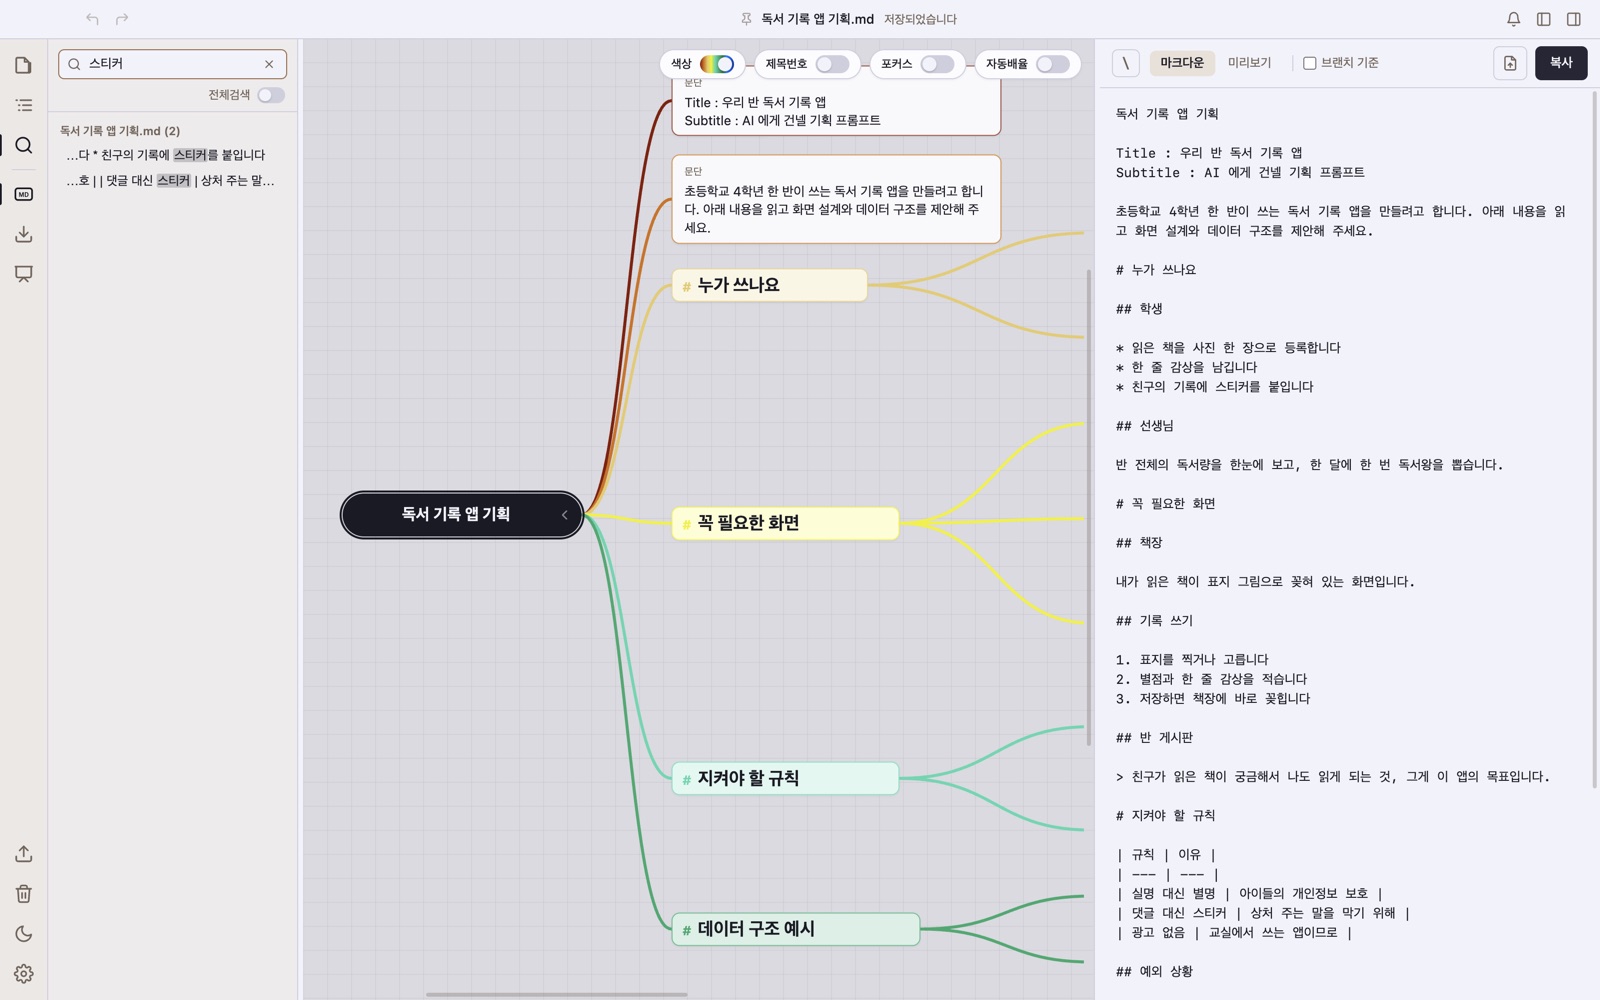 독서 기록 앱 기획.md 저장되었습니다
스티커
전체검색
독서 기록 앱 기획.md (2)
...다 * 친구의 기록에 스티커를 붙입니다
...호 | | 댓글 대신 스티커 | 상처 주는 말...
MD
색상 제목번호 포커스 자동배율
문단
Title : 우리 반 독서 기록 앱
Subtitle : AI 에게 건넬 기획 프롬프트
문단
초등학교 4학년 한 반이 쓰는 독서 기록 앱을 만들려고 합니
다. 아래 내용을 읽고 화면 설계와 데이터 구조를 제안해 주
세요.
# 누가 쓰나요
독서 기록 앱 기획
# 꼭 필요한 화면
# 지켜야 할 규칙
# 데이터 구조 예시
\ 마크다운 미리보기 브랜치 기준 복사
독서 기록 앱 기획
Title : 우리 반 독서 기록 앱
Subtitle : AI 에게 건넬 기획 프롬프트
초등학교 4학년 한 반이 쓰는 독서 기록 앱을 만들려고 합니다. 아래 내용을 읽
고 화면 설계와 데이터 구조를 제안해 주세요.
# 누가 쓰나요
## 학생
* 읽은 책을 사진 한 장으로 등록합니다
* 한 줄 감상을 남깁니다
* 친구의 기록에 스티커를 붙입니다
## 선생님
반 전체의 독서량을 한눈에 보고, 한 달에 한 번 독서왕을 뽑습니다.
# 꼭 필요한 화면
## 책장
내가 읽은 책이 표지 그림으로 꽂혀 있는 화면입니다.
## 기록 쓰기
1. 표지를 찍거나 고릅니다
2. 별점과 한 줄 감상을 적습니다
3. 저장하면 책장에 바로 꽂힙니다
## 반 게시판
> 친구가 읽은 책이 궁금해서 나도 읽게 되는 것, 그게 이 앱의 목표입니다.
# 지켜야 할 규칙
| 규칙 | 이유 |
| --- | --- |
| 실명 대신 별명 | 아이들의 개인정보 보호 |
| 댓글 대신 스티커 | 상처 주는 말을 막기 위해 |
| 광고 없음 | 교실에서 쓰는 앱이므로 |
## 예외 상황